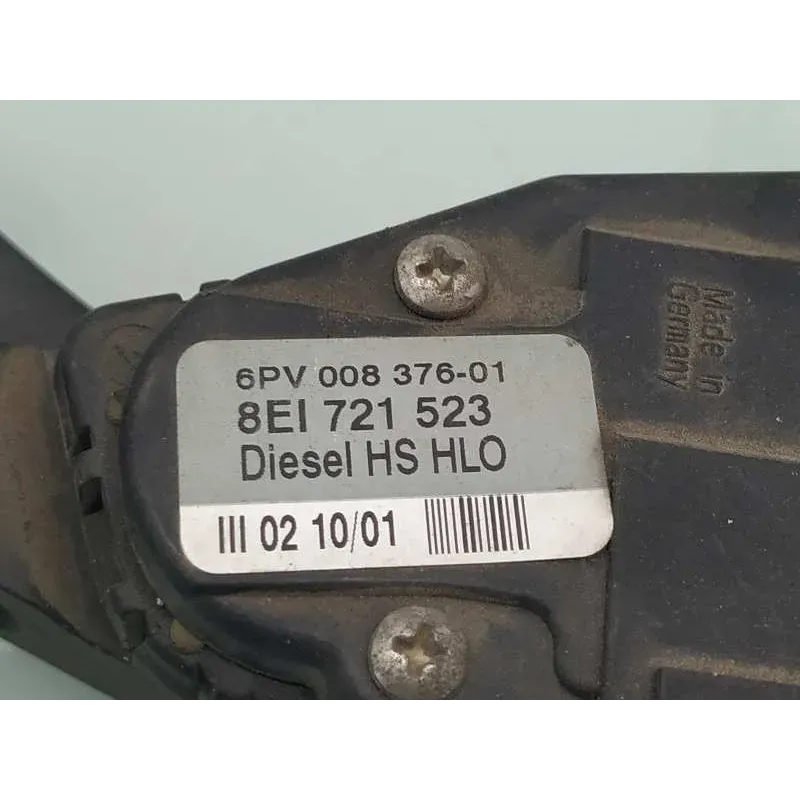 6PV 008 376-01
8EI 721 523
Diesel HS HLO
III 02 10/01
Made in
Germany